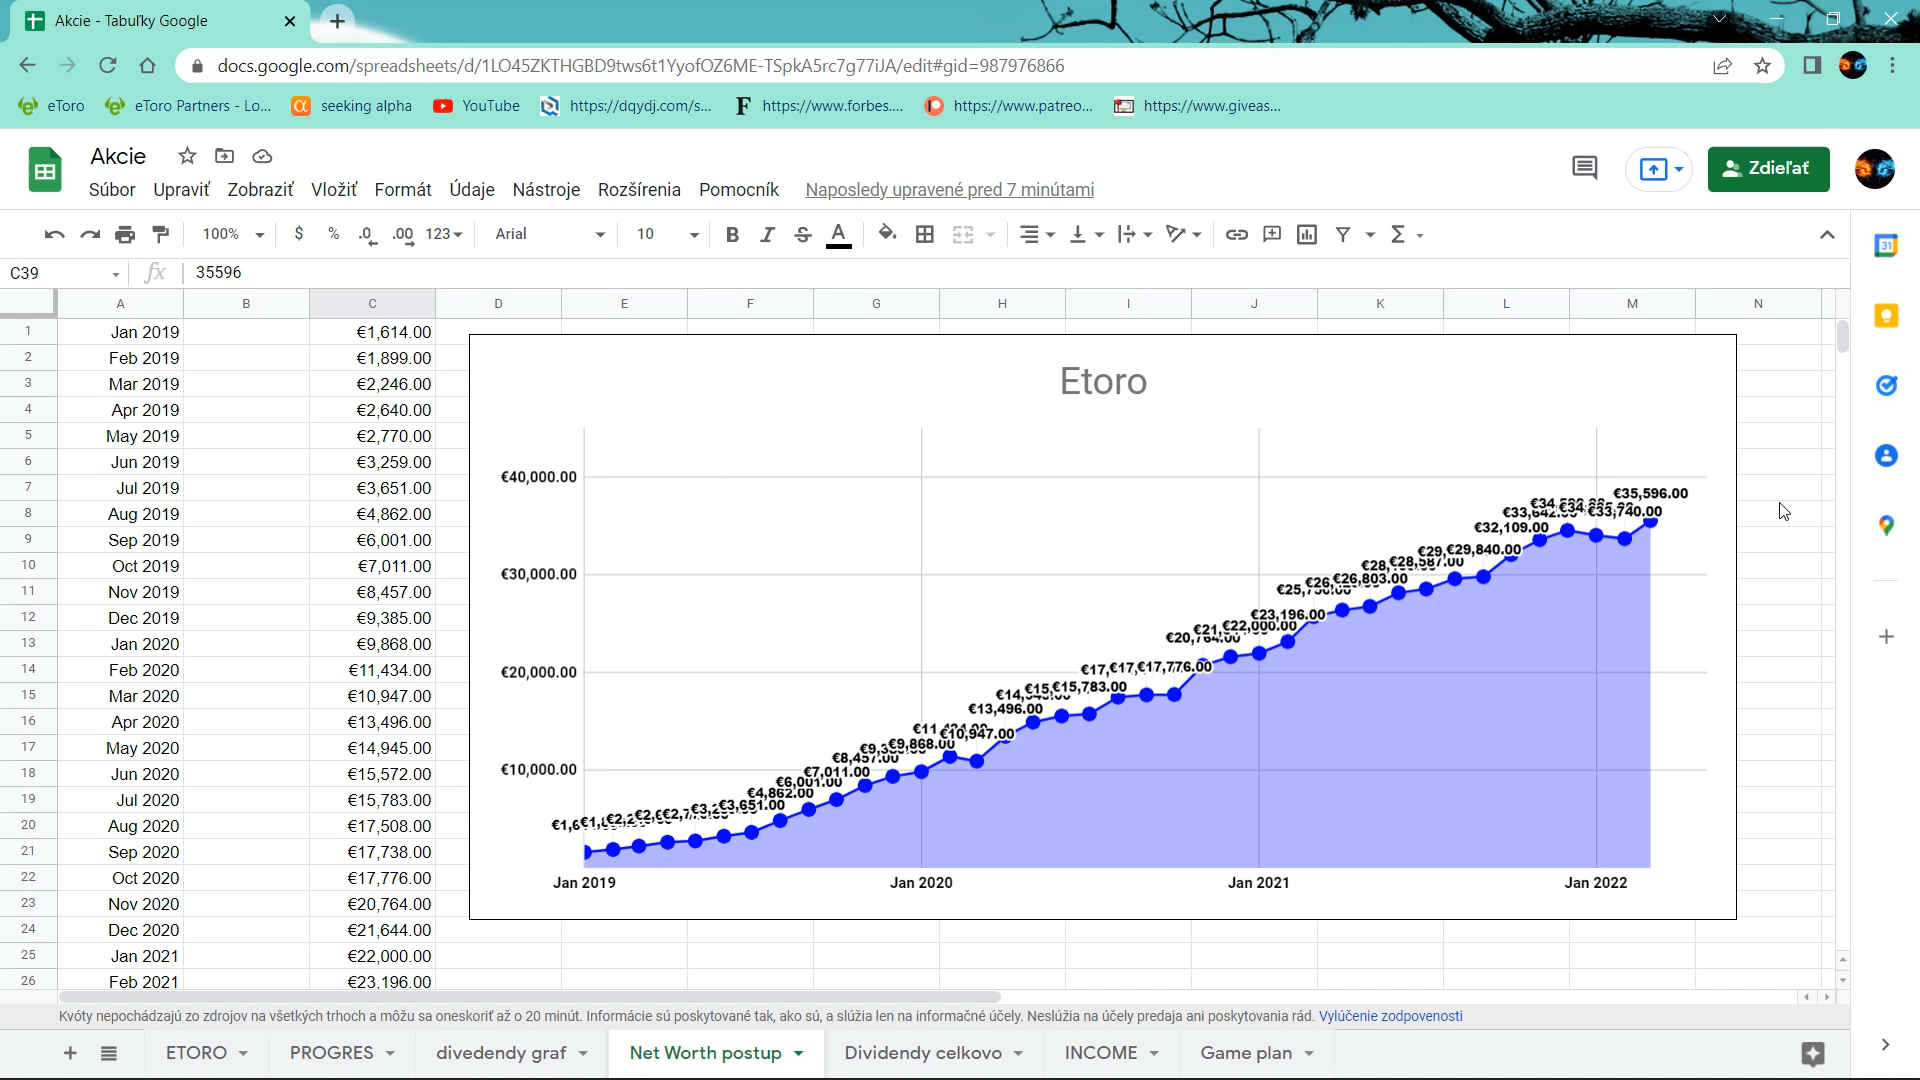 Akcie - Tabuľky Google
docs.google.com/spreadsheets/d/1LO45ZKTHGBD9tws6t1YyofOZ6ME-TSpkA5rc7g77iJA/edit#gid=987976866
eToro eToro Partners - Lo... seeking alpha YouTube https://dqydj.com/s... https://www.forbes.... https://www.patreo... https://www.giveas...
Akcie
Zdieľať
Súbor Upraviť Zobraziť Vložiť Formát Údaje Nástroje Rozšírenia Pomocník Naposledy upravené pred 7 minútami
100% $ % .0 .00 123 Arial 10 B I S A
C39 fx 35596
A B C D E F G H I J K L M N
1 Jan 2019 €1,614.00
2 Feb 2019 €1,899.00
3 Mar 2019 €2,246.00
4 Apr 2019 €2,640.00
5 May 2019 €2,770.00
6 Jun 2019 €3,259.00
7 Jul 2019 €3,651.00
8 Aug 2019 €4,862.00
9 Sep 2019 €6,001.00
10 Oct 2019 €7,011.00
11 Nov 2019 €8,457.00
12 Dec 2019 €9,385.00
13 Jan 2020 €9,868.00
14 Feb 2020 €11,434.00
15 Mar 2020 €10,947.00
16 Apr 2020 €13,496.00
17 May 2020 €14,945.00
18 Jun 2020 €15,572.00
19 Jul 2020 €15,783.00
20 Aug 2020 €17,508.00
21 Sep 2020 €17,738.00
22 Oct 2020 €17,776.00
23 Nov 2020 €20,764.00
24 Dec 2020 €21,644.00
25 Jan 2021 €22,000.00
26 Feb 2021 €23,196.00
Etoro
€40,000.00
€30,000.00
€20,000.00
€10,000.00
€3,651.00
€4,862.00
€6,001.00
€7,011.00
€8,457.00
€9,868.00
€10,947.00
€13,496.00
€15,783.00
€17,776.00
€20,764.00
€22,000.00
€23,196.00
€26,803.00
€28,587.00
€29,840.00
€32,109.00
€33,740.00
€35,596.00
Jan 2019 Jan 2020 Jan 2021 Jan 2022
31
Kvóty nepochádzajú zo zdrojov na všetkých trhoch a môžu sa oneskoriť až o 20 minút. Informácie sú poskytované tak, ako sú, a slúžia len na informačné účely. Neslúžia na účely predaja ani poskytovania rád. Vylúčenie zodpovenosti
ETORO PROGRES divedendy graf Net Worth postup Dividendy celkovo INCOME Game plan